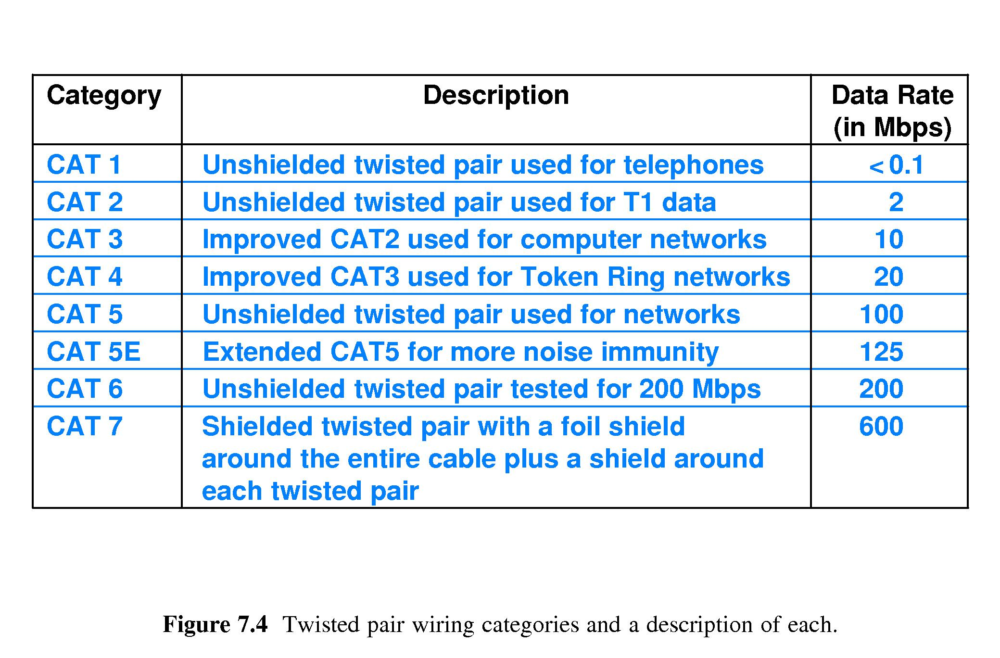 Category Description Data Rate
(in Mbps)
CAT 1 Unshielded twisted pair used for telephones < 0.1
CAT 2 Unshielded twisted pair used for T1 data 2
CAT 3 Improved CAT2 used for computer networks 10
CAT 4 Improved CAT3 used for Token Ring networks 20
CAT 5 Unshielded twisted pair used for networks 100
CAT 5E Extended CAT5 for more noise immunity 125
CAT 6 Unshielded twisted pair tested for 200 Mbps 200
CAT 7 Shielded twisted pair with a foil shield 600
around the entire cable plus a shield around
each twisted pair
Figure 7.4 Twisted pair wiring categories and a description of each.